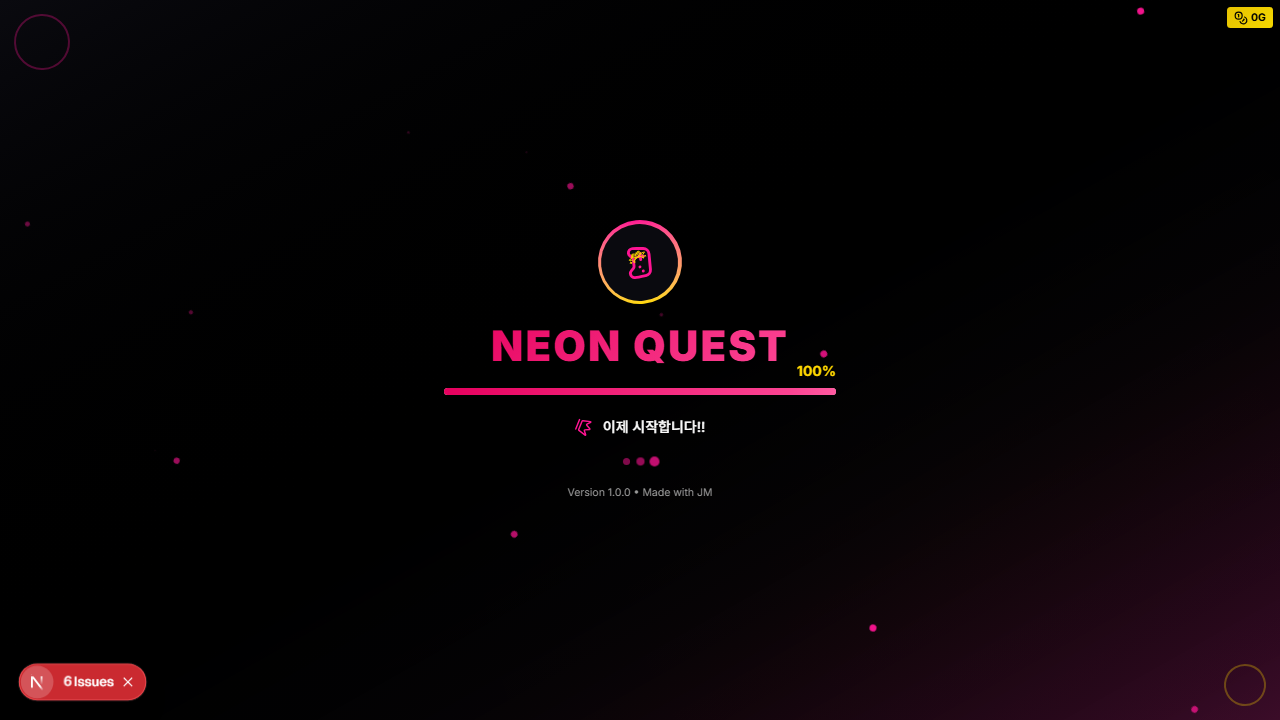 0G
NEON QUEST
100%
이제 시작합니다!!
Version 1.0.0 • Made with JM
N 6 Issues